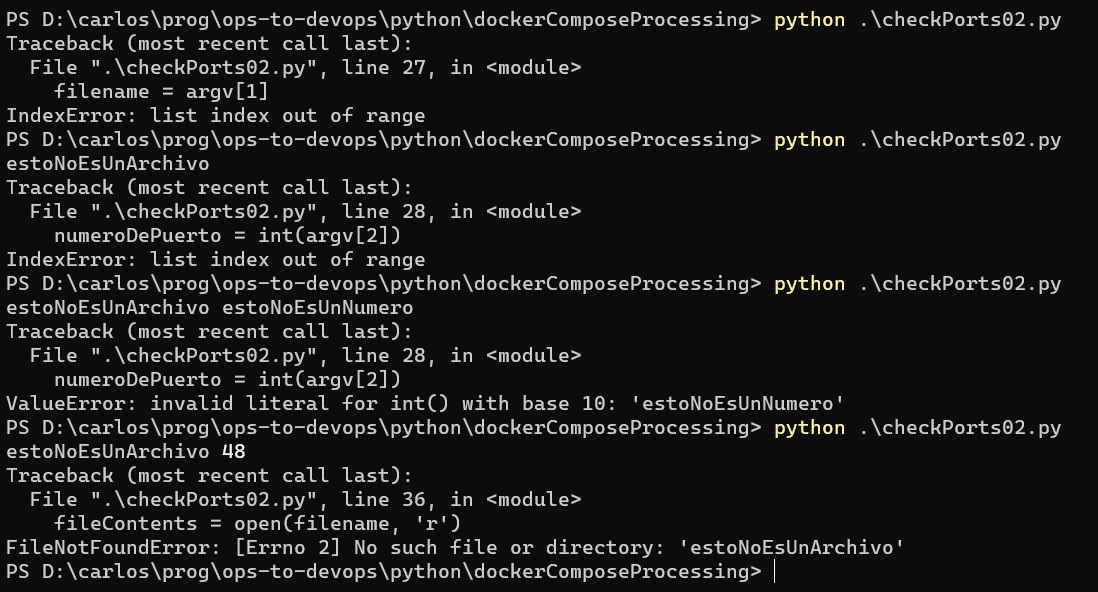 PS D:\carlos\prog\ops-to-devops\python\dockerComposeProcessing> python .\checkPorts02.py
Traceback (most recent call last):
  File ".\checkPorts02.py", line 27, in <module>
    filename = argv[1]
IndexError: list index out of range
PS D:\carlos\prog\ops-to-devops\python\dockerComposeProcessing> python .\checkPorts02.py
estoNoEsUnArchivo
Traceback (most recent call last):
  File ".\checkPorts02.py", line 28, in <module>
    numeroDePuerto = int(argv[2])
IndexError: list index out of range
PS D:\carlos\prog\ops-to-devops\python\dockerComposeProcessing> python .\checkPorts02.py
estoNoEsUnArchivo estoNoEsUnNumero
Traceback (most recent call last):
  File ".\checkPorts02.py", line 28, in <module>
    numeroDePuerto = int(argv[2])
ValueError: invalid literal for int() with base 10: 'estoNoEsUnNumero'
PS D:\carlos\prog\ops-to-devops\python\dockerComposeProcessing> python .\checkPorts02.py
estoNoEsUnArchivo 48
Traceback (most recent call last):
  File ".\checkPorts02.py", line 36, in <module>
    fileContents = open(filename, 'r')
FileNotFoundError: [Errno 2] No such file or directory: 'estoNoEsUnArchivo'
PS D:\carlos\prog\ops-to-devops\python\dockerComposeProcessing>